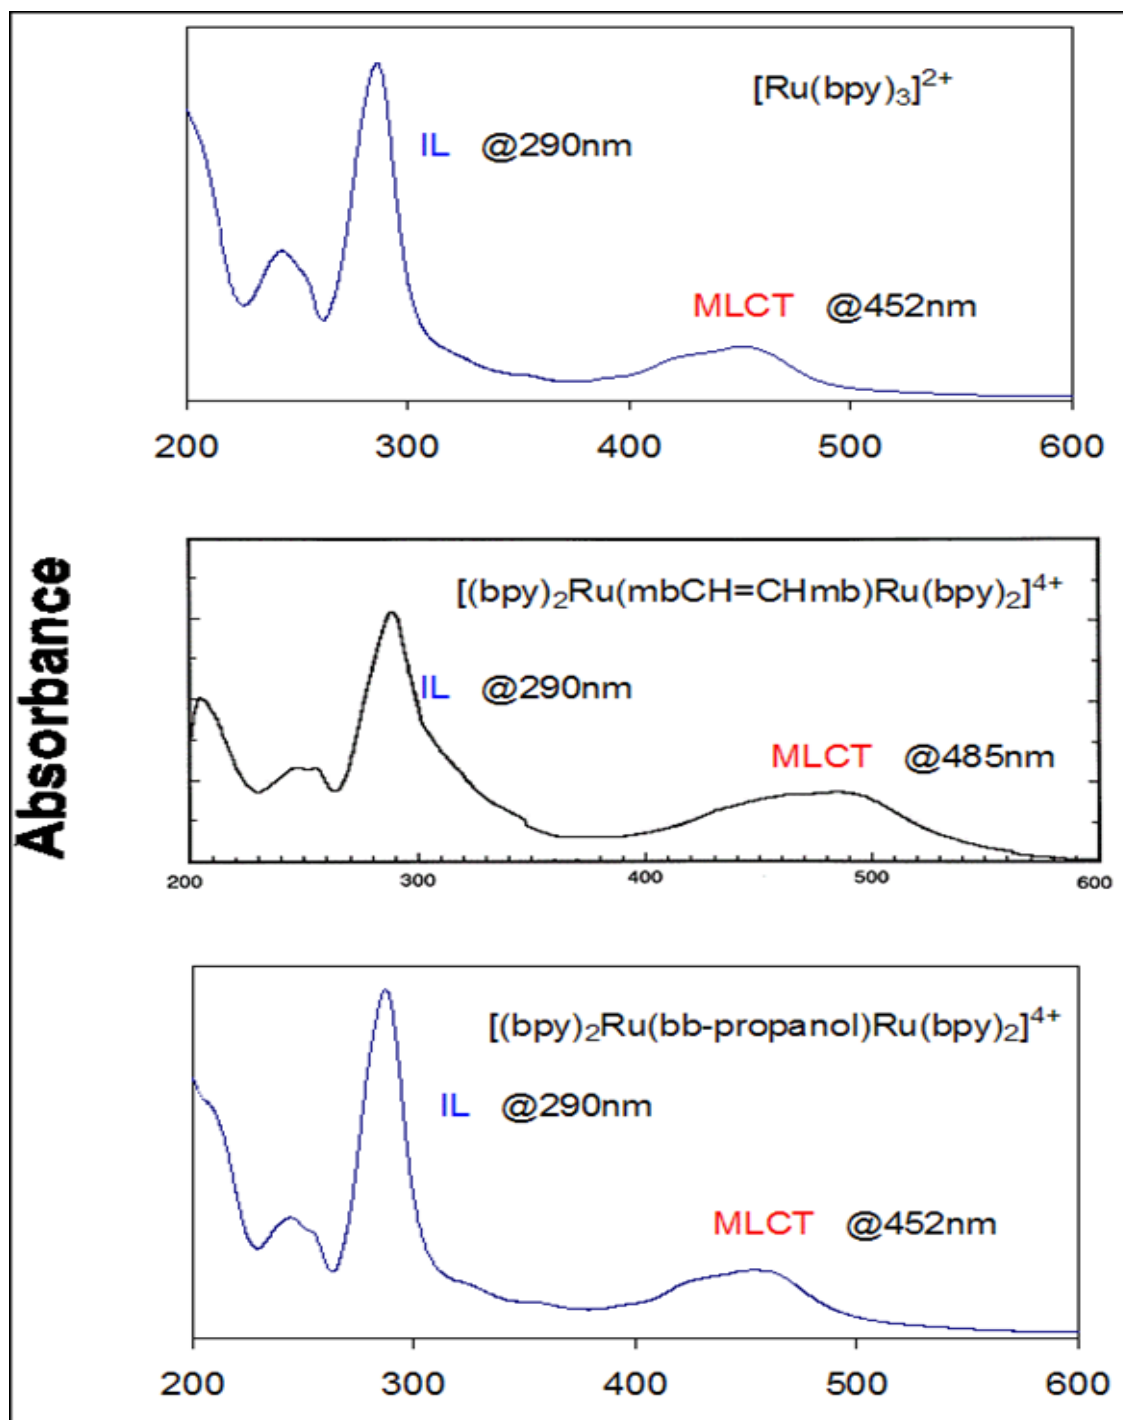 [Ru(bpy)₃]²⁺
IL @290nm
MLCT @452nm
200 300 400 500 600
Absorbance
[(bpy)₂Ru(mbCH=CHmb)Ru(bpy)₂]⁴⁺
IL @290nm
MLCT @485nm
200 300 400 500 600
[(bpy)₂Ru(bb-propanol)Ru(bpy)₂]⁴⁺
IL @290nm
MLCT @452nm
200 300 400 500 600